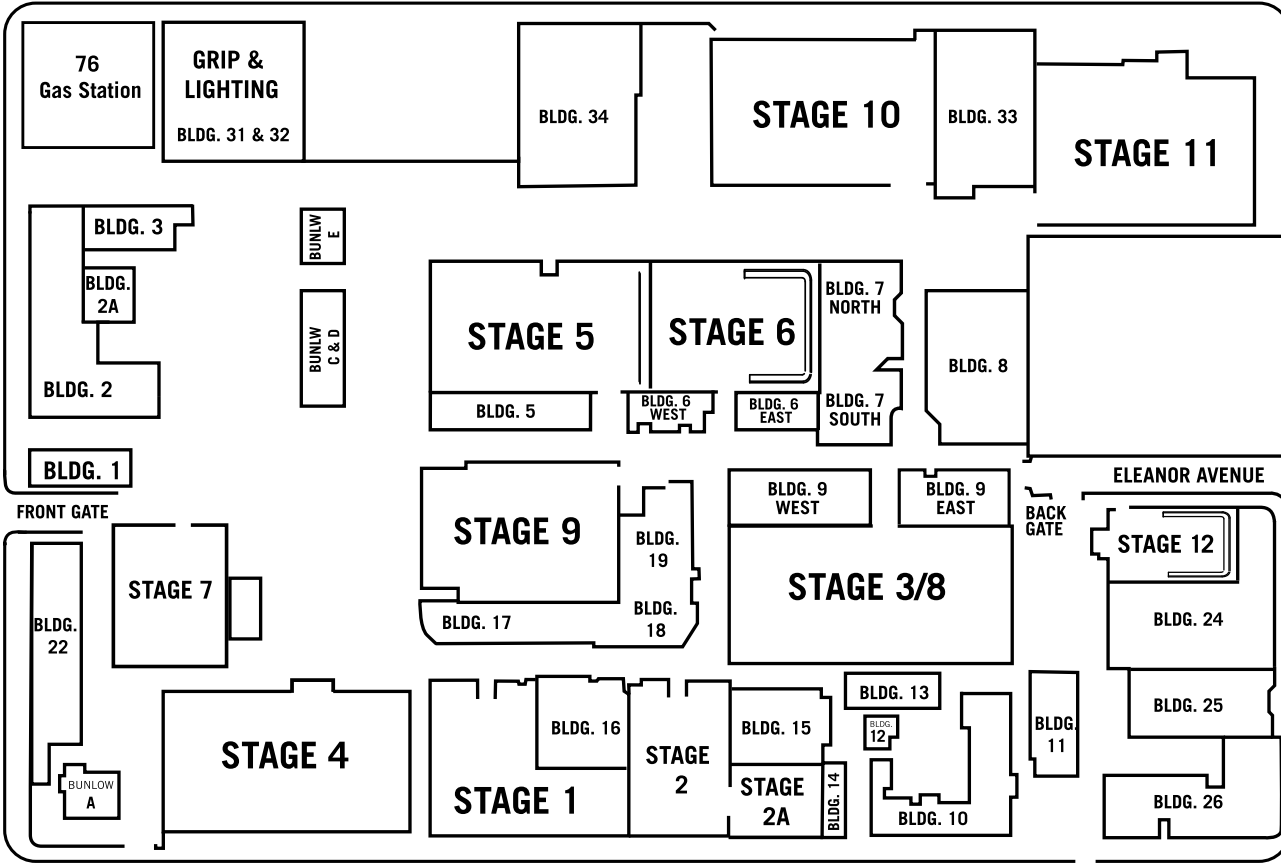 76
Gas Station
GRIP &
LIGHTING
BLDG. 31 & 32
BLDG. 34
STAGE 10
BLDG. 33
STAGE 11
BLDG. 3
BLDG.
2A
BLDG. 2
BLDG. 1
BUNLW
E
BUNLW
C & D
STAGE 5
STAGE 6
BLDG. 7
NORTH
BLDG. 7
SOUTH
BLDG. 8
BLDG. 5
BLDG. 6
WEST
BLDG. 6
EAST
FRONT GATE
STAGE 9
BLDG.
19
BLDG.
18
BLDG. 17
BLDG. 9
WEST
BLDG. 9
EAST
STAGE 3/8
ELEANOR AVENUE
BACK
GATE
STAGE 12
BLDG. 24
BLDG. 25
BLDG. 26
STAGE 7
BLDG.
22
BUNLOW
A
STAGE 4
BLDG. 16
STAGE 1
STAGE
2
BLDG. 15
STAGE
2A
BLDG. 14
BLDG. 13
BLDG.
12
BLDG. 10
BLDG.
11